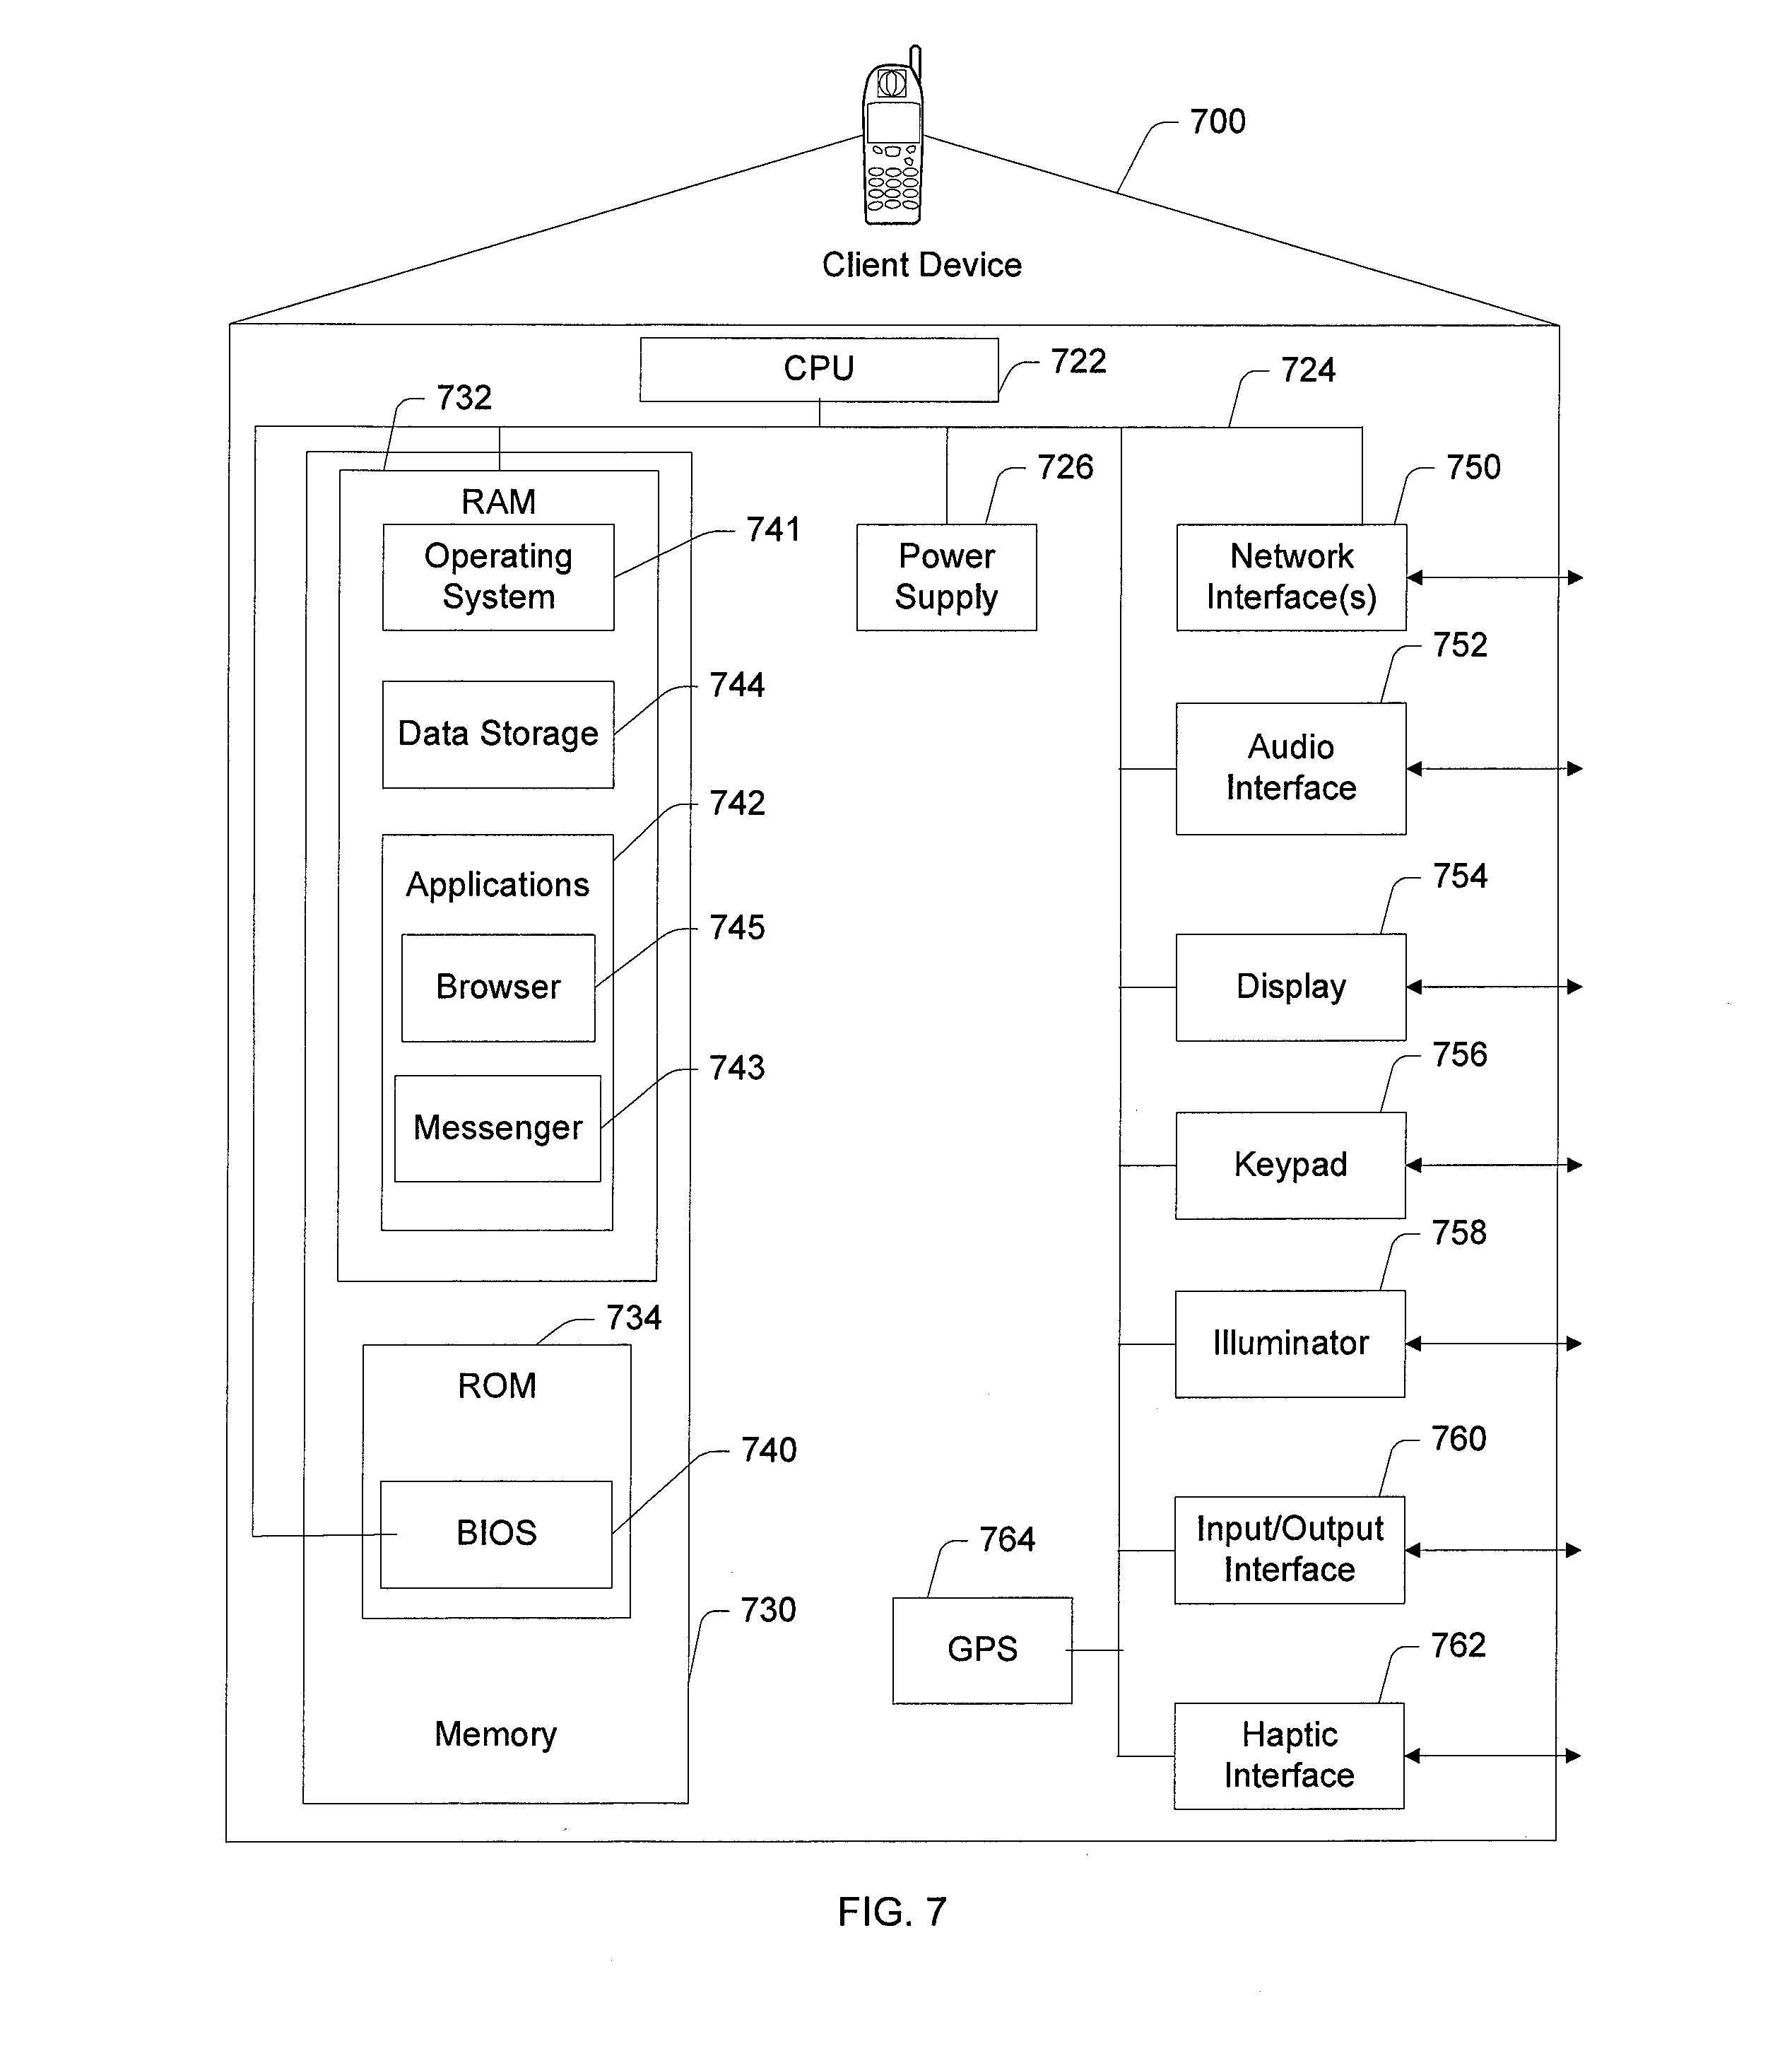 700
Client Device
CPU
722
724
732
RAM
726
750
Operating
System
741
Power
Supply
Network
Interface(s)
752
744
Data Storage
Audio
Interface
742
Applications
754
745
Browser
Display
743
Messenger
756
Keypad
758
Illuminator
734
ROM
740
BIOS
760
Input/Output
Interface
764
GPS
730
762
Memory
Haptic
Interface
FIG. 7